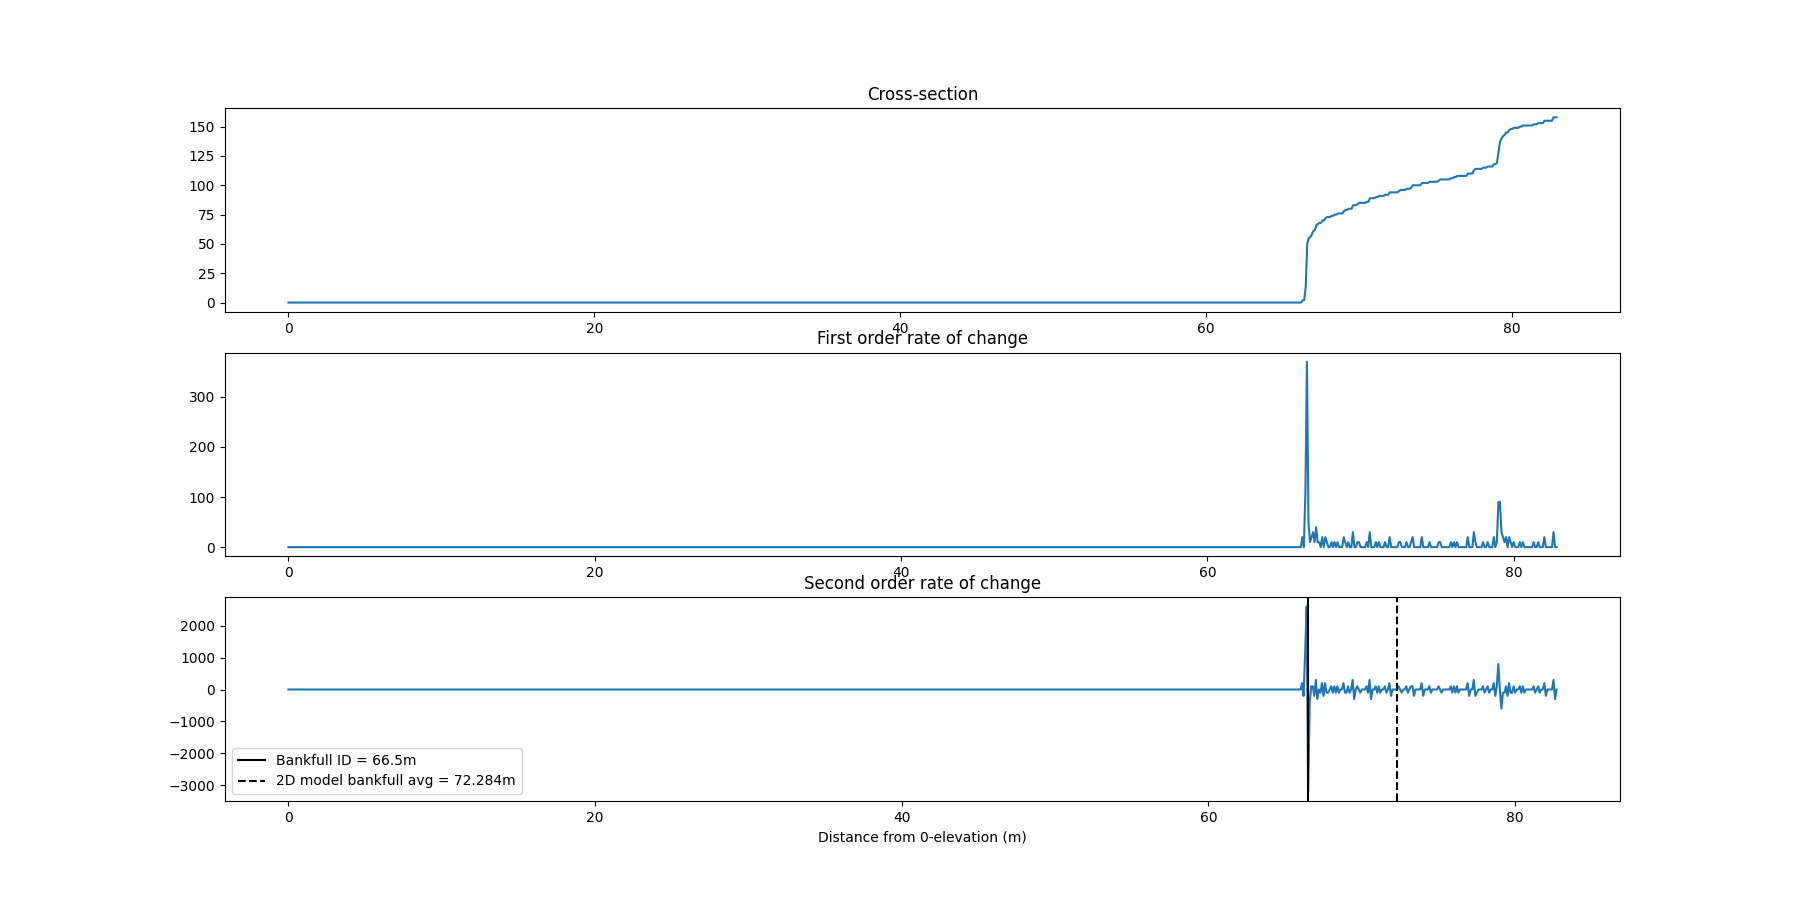 Cross-section
150
125
100
75
50
25
0
0 20 40 60 80
First order rate of change
300
200
100
0
0 20 40 60 80
Second order rate of change
2000
1000
0
−1000
−2000
−3000
Bankfull ID = 66.5m
2D model bankfull avg = 72.284m
0 20 40 60 80
Distance from 0-elevation (m)